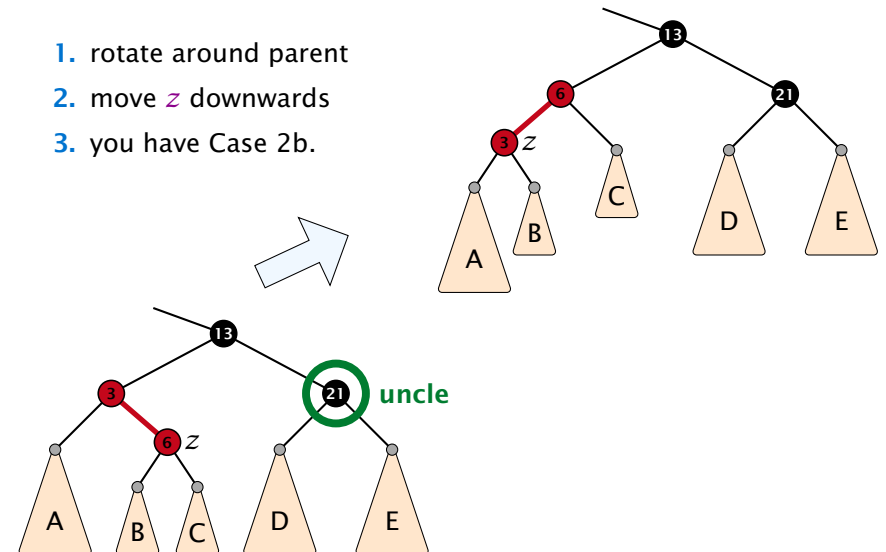 1. rotate around parent
2. move z downwards
3. you have Case 2b.
13
6
21
3 z
C
B
D
E
A
13
3
21
uncle
6 z
A
B
C
D
E